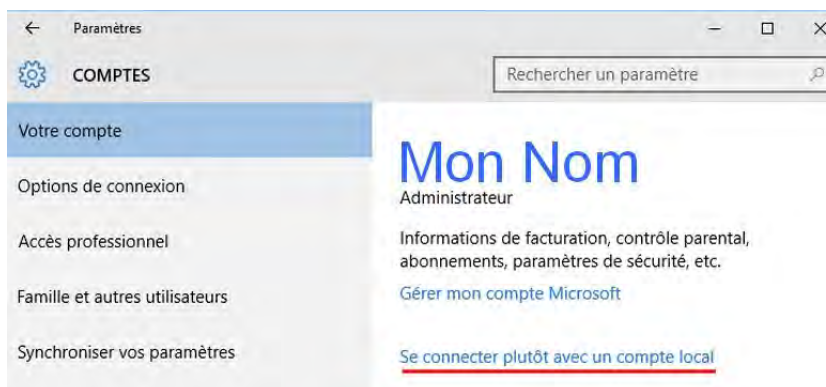 Paramètres
COMPTES
Rechercher un paramètre
Votre compte
Options de connexion
Accès professionnel
Famille et autres utilisateurs
Synchroniser vos paramètres
Mon Nom
Administrateur
Informations de facturation, contrôle parental,
abonnements, paramètres de sécurité, etc.
Gérer mon compte Microsoft
Se connecter plutôt avec un compte local